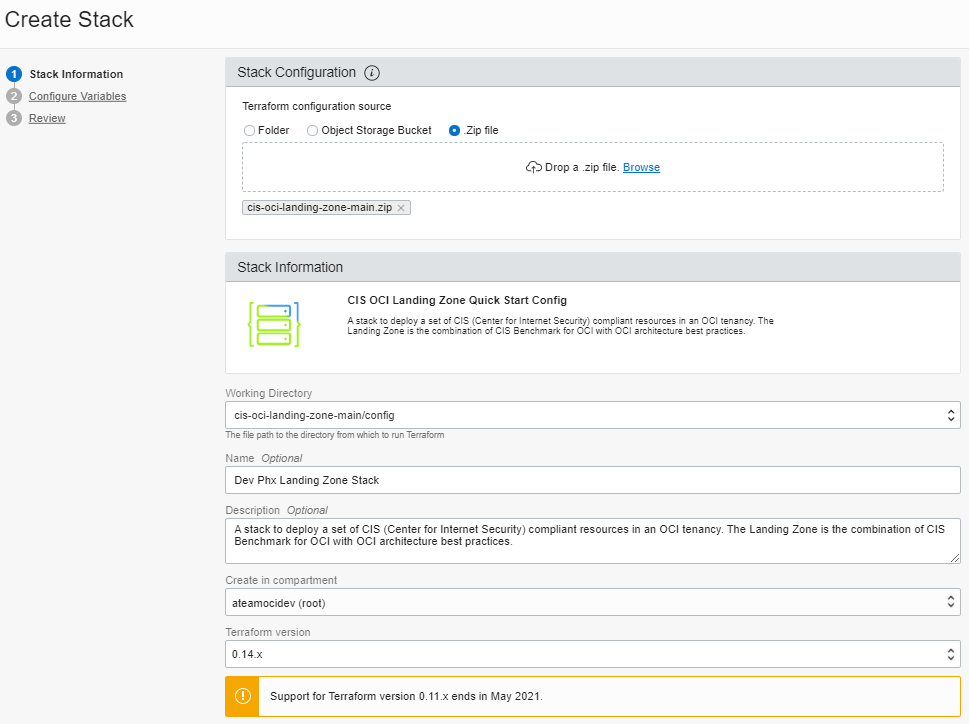 Create Stack
1 Stack Information
2 Configure Variables
3 Review
Stack Configuration i
Terraform configuration source
Folder Object Storage Bucket .Zip file
Drop a .zip file. Browse
cis-oci-landing-zone-main.zip ×
Stack Information
CIS OCI Landing Zone Quick Start Config
A stack to deploy a set of CIS (Center for Internet Security) compliant resources in an OCI tenancy. The
Landing Zone is the combination of CIS Benchmark for OCI with OCI architecture best practices.
Working Directory
cis-oci-landing-zone-main/config
The file path to the directory from which to run Terraform
Name Optional
Dev Phx Landing Zone Stack
Description Optional
A stack to deploy a set of CIS (Center for Internet Security) compliant resources in an OCI tenancy. The Landing Zone is the combination of CIS
Benchmark for OCI with OCI architecture best practices.
Create in compartment
ateamocidev (root)
Terraform version
0.14.x
! Support for Terraform version 0.11.x ends in May 2021.